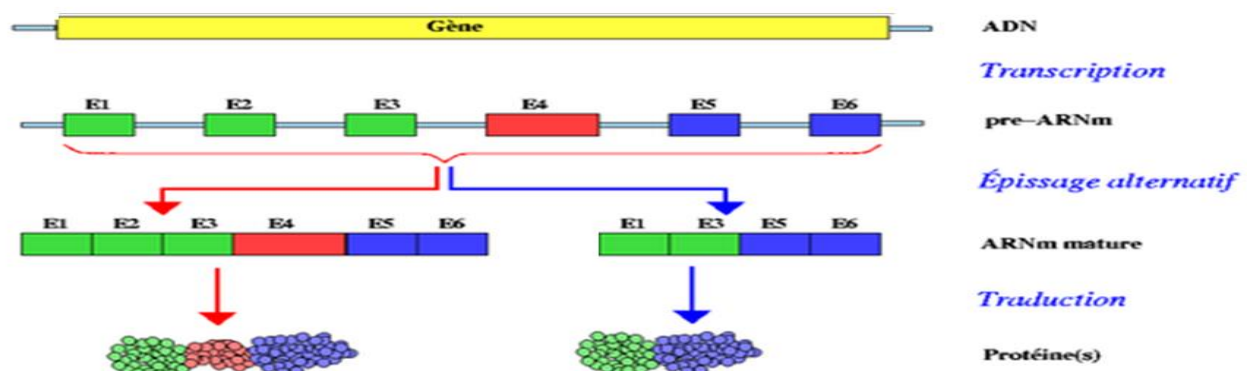 Gène ADN
Transcription
E1 E2 E3 E4 E5 E6
pre-ARNm
Épissage alternatif
E1 E2 E3 E4 E5 E6 E1 E3 E5 E6
ARNm mature
Traduction
Protéine(s)